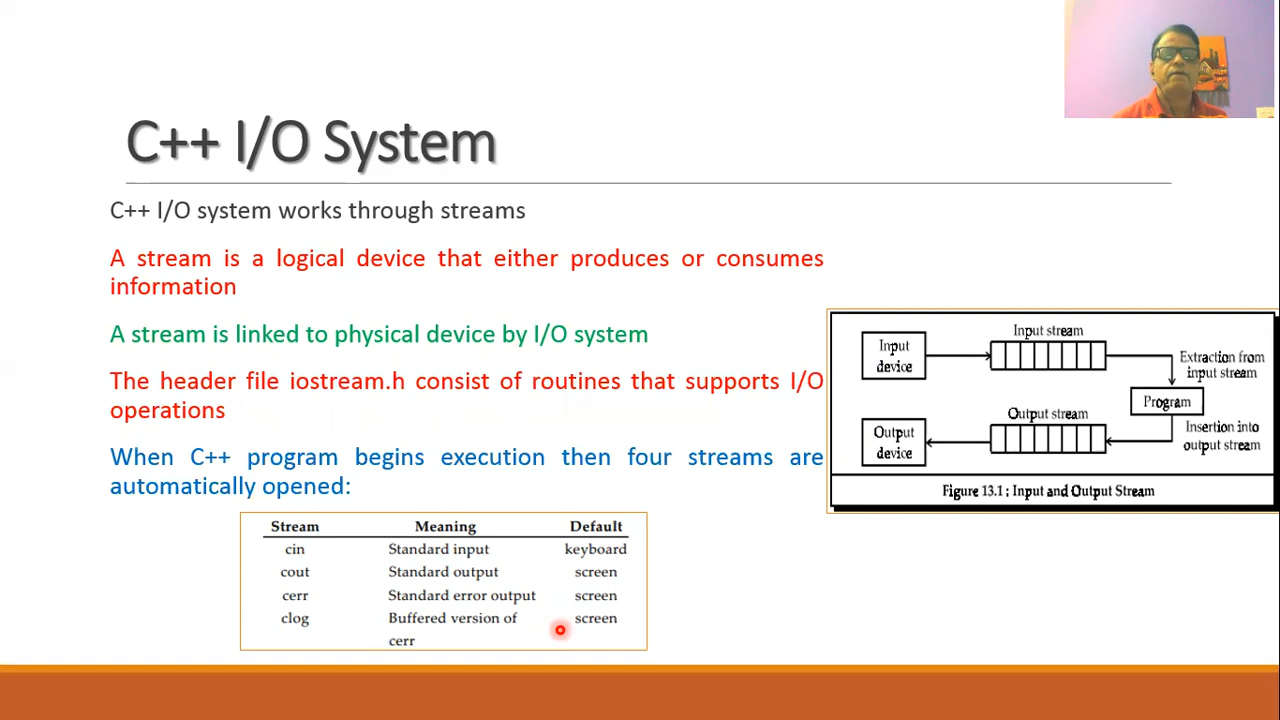 C++ I/O System
C++ I/O system works through streams
A stream is a logical device that either produces or consumes
information
A stream is linked to physical device by I/O system
The header file iostream.h consist of routines that supports I/O
operations
When C++ program begins execution then four streams are
automatically opened:
Stream Meaning Default
cin Standard input keyboard
cout Standard output screen
cerr Standard error output screen
clog Buffered version of screen
cerr
Input stream
Input
device
Extraction from
input stream
Program
Output stream
Output
device
Insertion into
output stream
Figure 13.1 ; Input and Output Stream